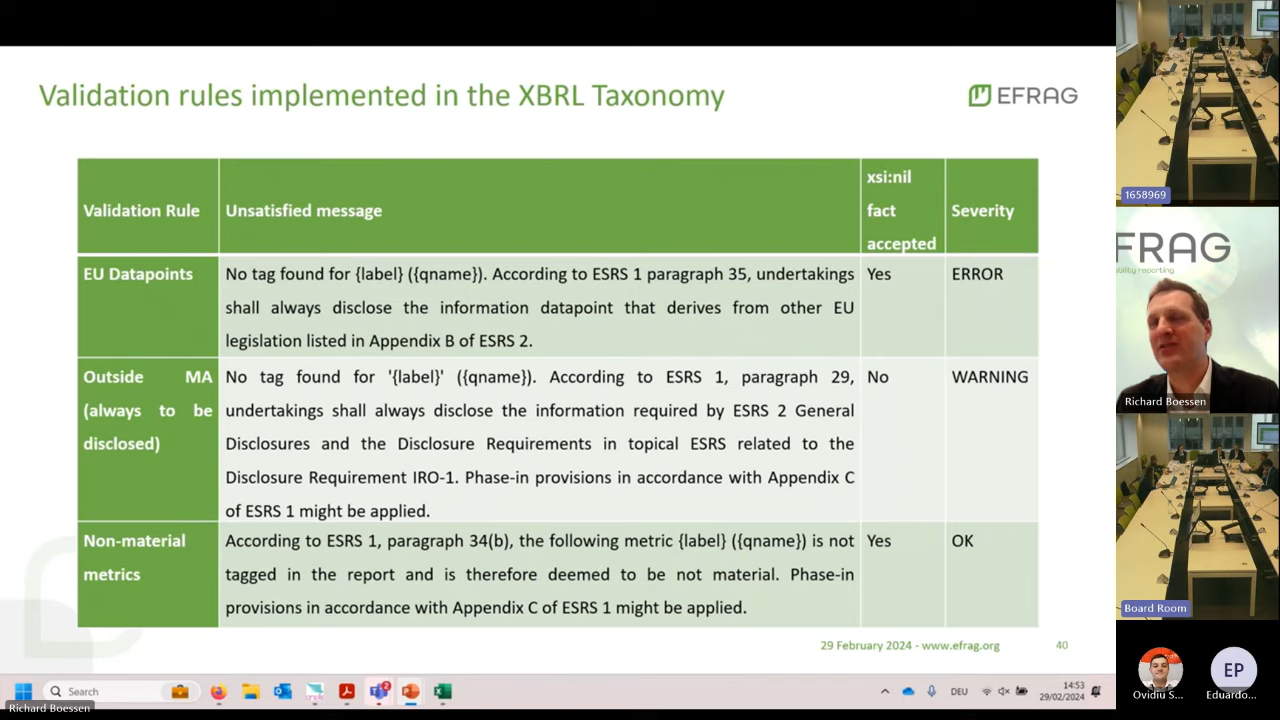 Validation rules implemented in the XBRL Taxonomy
EFRAG
Validation Rule
Unsatisfied message
xsi:nil
fact
accepted
Severity
EU Datapoints
No tag found for {label} ({qname}). According to ESRS 1 paragraph 35, undertakings
shall always disclose the information datapoint that derives from other EU
legislation listed in Appendix B of ESRS 2.
Yes
ERROR
Outside MA
(always to be
disclosed)
No tag found for '{label}' ({qname}). According to ESRS 1, paragraph 29,
undertakings shall always disclose the information required by ESRS 2 General
Disclosures and the Disclosure Requirements in topical ESRS related to the
Disclosure Requirement IRO-1. Phase-in provisions in accordance with Appendix C
of ESRS 1 might be applied.
No
WARNING
Non-material
metrics
According to ESRS 1, paragraph 34(b), the following metric {label} ({qname}) is not
tagged in the report and is therefore deemed to be not material. Phase-in
provisions in accordance with Appendix C of ESRS 1 might be applied.
Yes
OK
29 February 2024 - www.efrag.org
40
Search
DEU
14:53
29/02/2024
Richard Boessen
1658969
FRAG
ability reporting
Richard Boessen
Board Room
EP
Ovidiu S...
Eduardo...